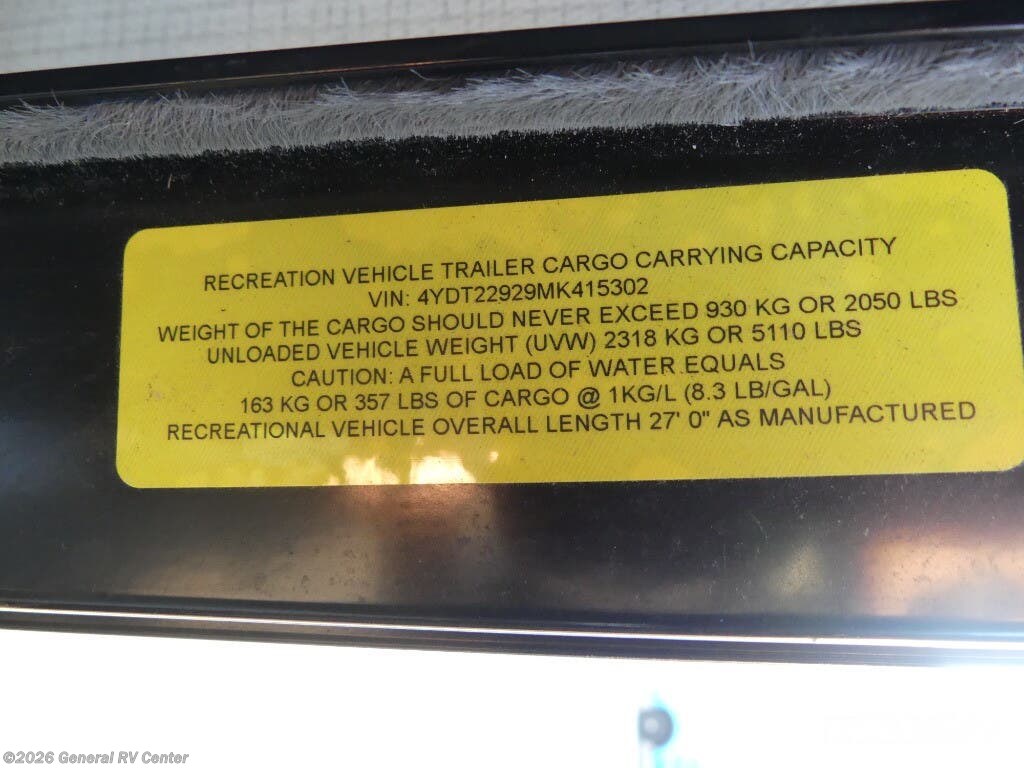 RECREATION VEHICLE TRAILER CARGO CARRYING CAPACITY
VIN: 4YDT22929MK415302
WEIGHT OF THE CARGO SHOULD NEVER EXCEED 930 KG OR 2050 LBS
UNLOADED VEHICLE WEIGHT (UVW) 2318 KG OR 5110 LBS
CAUTION: A FULL LOAD OF WATER EQUALS
163 KG OR 357 LBS OF CARGO @ 1KG/L (8.3 LB/GAL)
RECREATIONAL VEHICLE OVERALL LENGTH 27' 0" AS MANUFACTURED
©2026 General RV Center